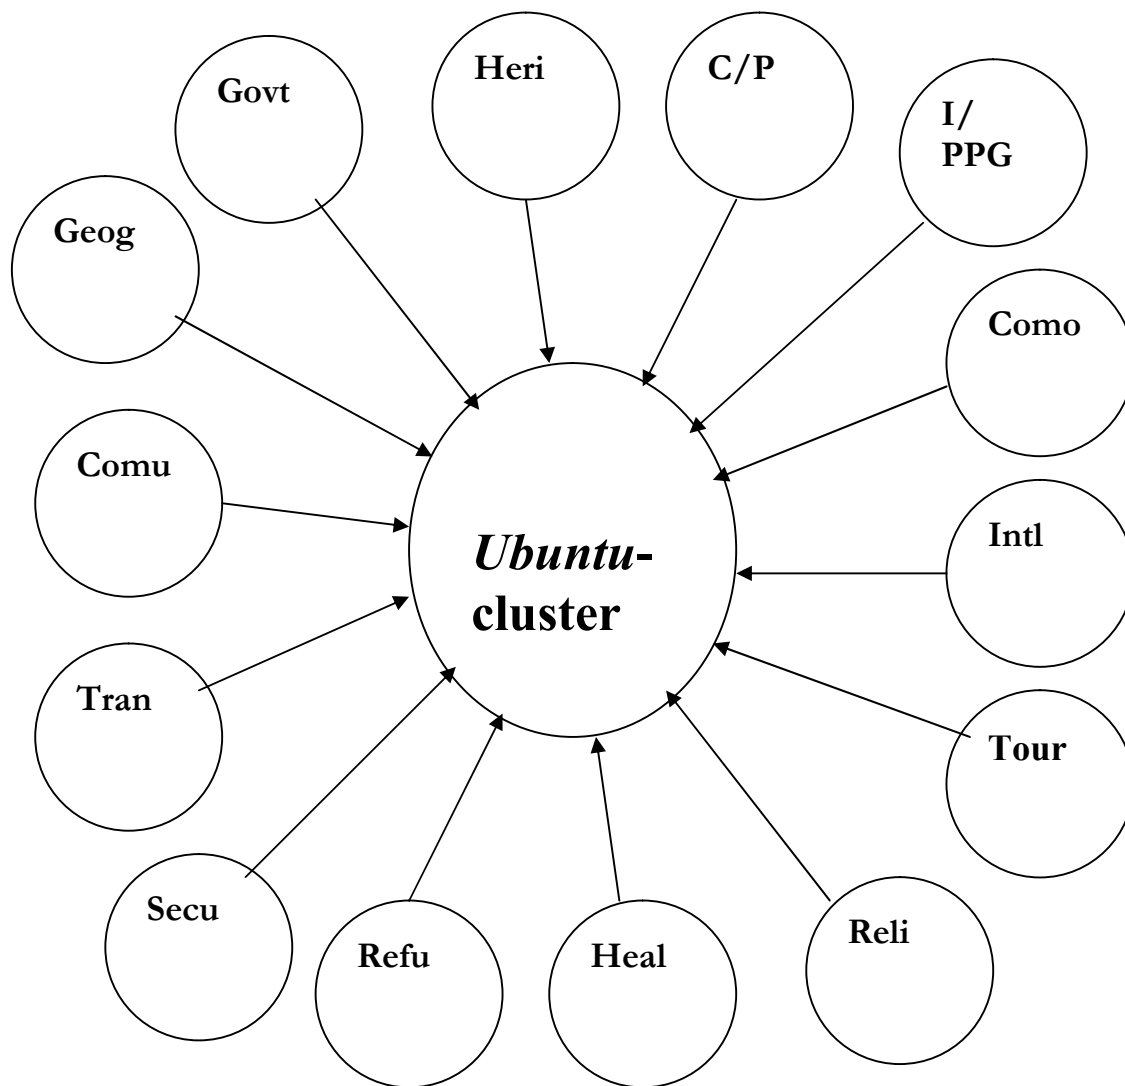 Heri
C/P
Govt
I/
PPG
Geog
Como
Comu
Intl
Ubuntu-
cluster
Tran
Tour
Secu
Reli
Refu
Heal